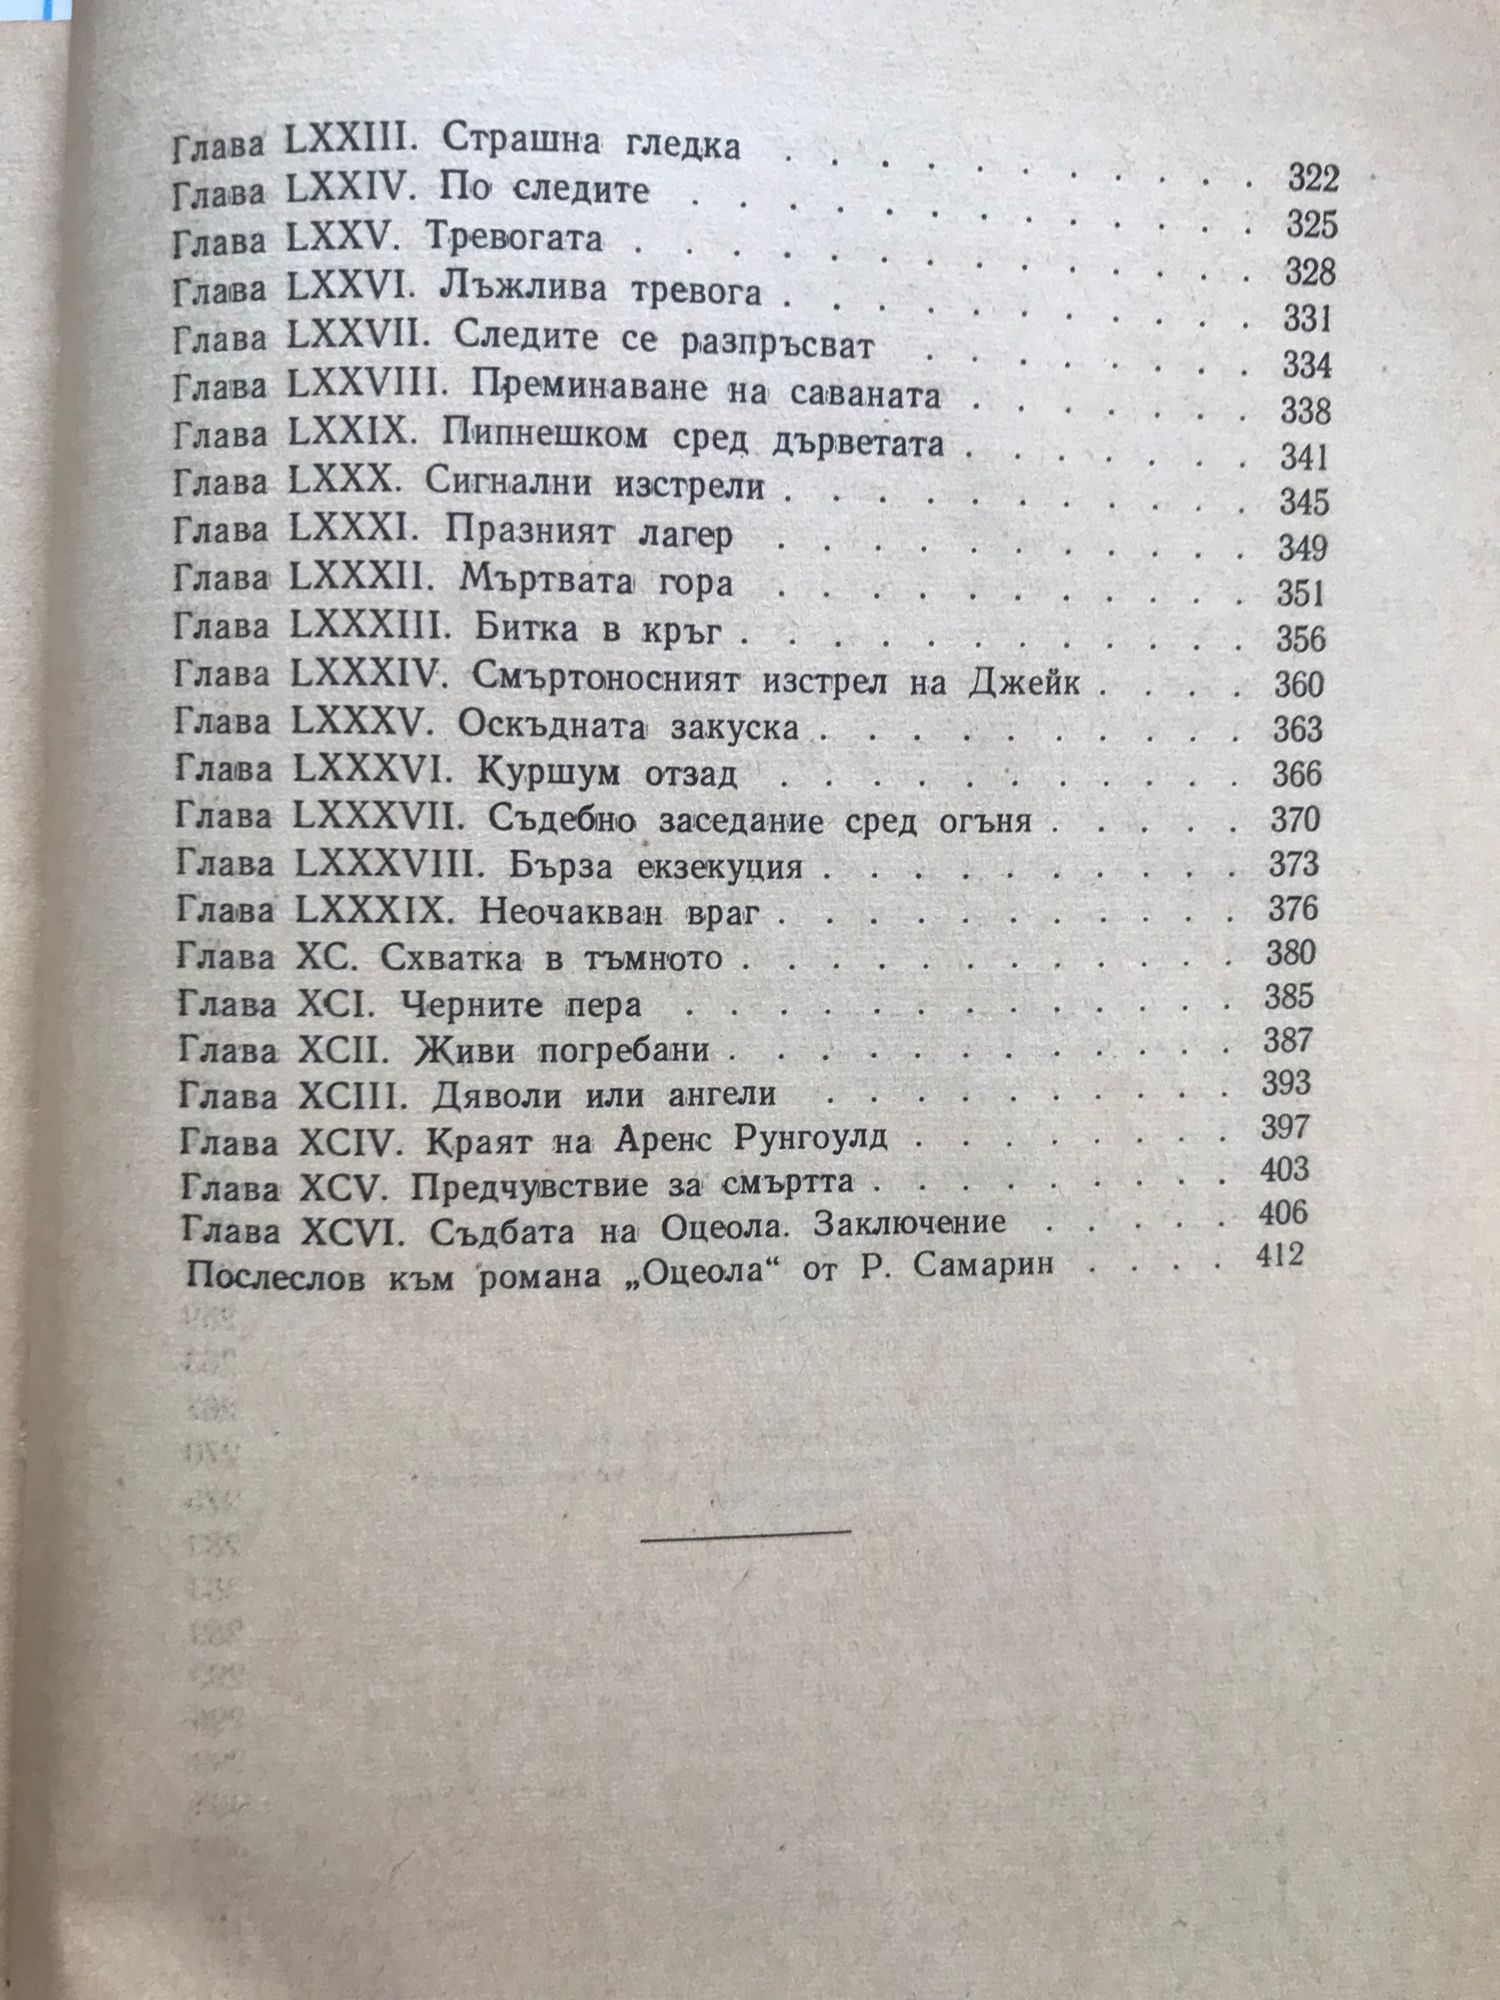 Глава LXXIII. Страшна гледка . . . . . . . . . . 322
Глава LXXIV. По следите . . . . . . . . . . . . 325
Глава LXXV. Тревогата . . . . . . . . . . . . . 328
Глава LXXVI. Лъжлива тревога . . . . . . . . . . 331
Глава LXXVII. Следите се разпръсват . . . . . . . 334
Глава LXXVIII. Преминаване на саваната . . . . . . 338
Глава LXXIX. Пипнешком сред дърветата . . . . . . . 341
Глава LXXX. Сигнални изстрели . . . . . . . . . . 345
Глава LXXXI. Празният лагер . . . . . . . . . . 349
Глава LXXXII. Мъртвата гора . . . . . . . . . . 351
Глава LXXXIII. Битка в кръг . . . . . . . . . . . 356
Глава LXXXIV. Смъртоносният изстрел на Джейк . . . . 360
Глава LXXXV. Оскъдната закуска . . . . . . . . . . 363
Глава LXXXVI. Куршум отзад . . . . . . . . . . 366
Глава LXXXVII. Съдебно заседание сред огъня . . . . . 370
Глава LXXXVIII. Бърза екзекуция . . . . . . . . . 373
Глава LXXXIX. Неочакван враг . . . . . . . . . . 376
Глава XC. Схватка в тъмното . . . . . . . . . . . 380
Глава XCI. Черните пера . . . . . . . . . . . . 385
Глава XCII. Живи погребани . . . . . . . . . . . 387
Глава XCIII. Дяволи или ангели . . . . . . . . . 393
Глава XCIV. Краят на Аренс Рунгоулд . . . . . . . 397
Глава XCV. Предчувствие за смъртта . . . . . . . . 403
Глава XCVI. Съдбата на Оцеола. Заключение . . . . . 406
Послеслов към романа „Оцеола“ от Р. Самарин . . . . 412